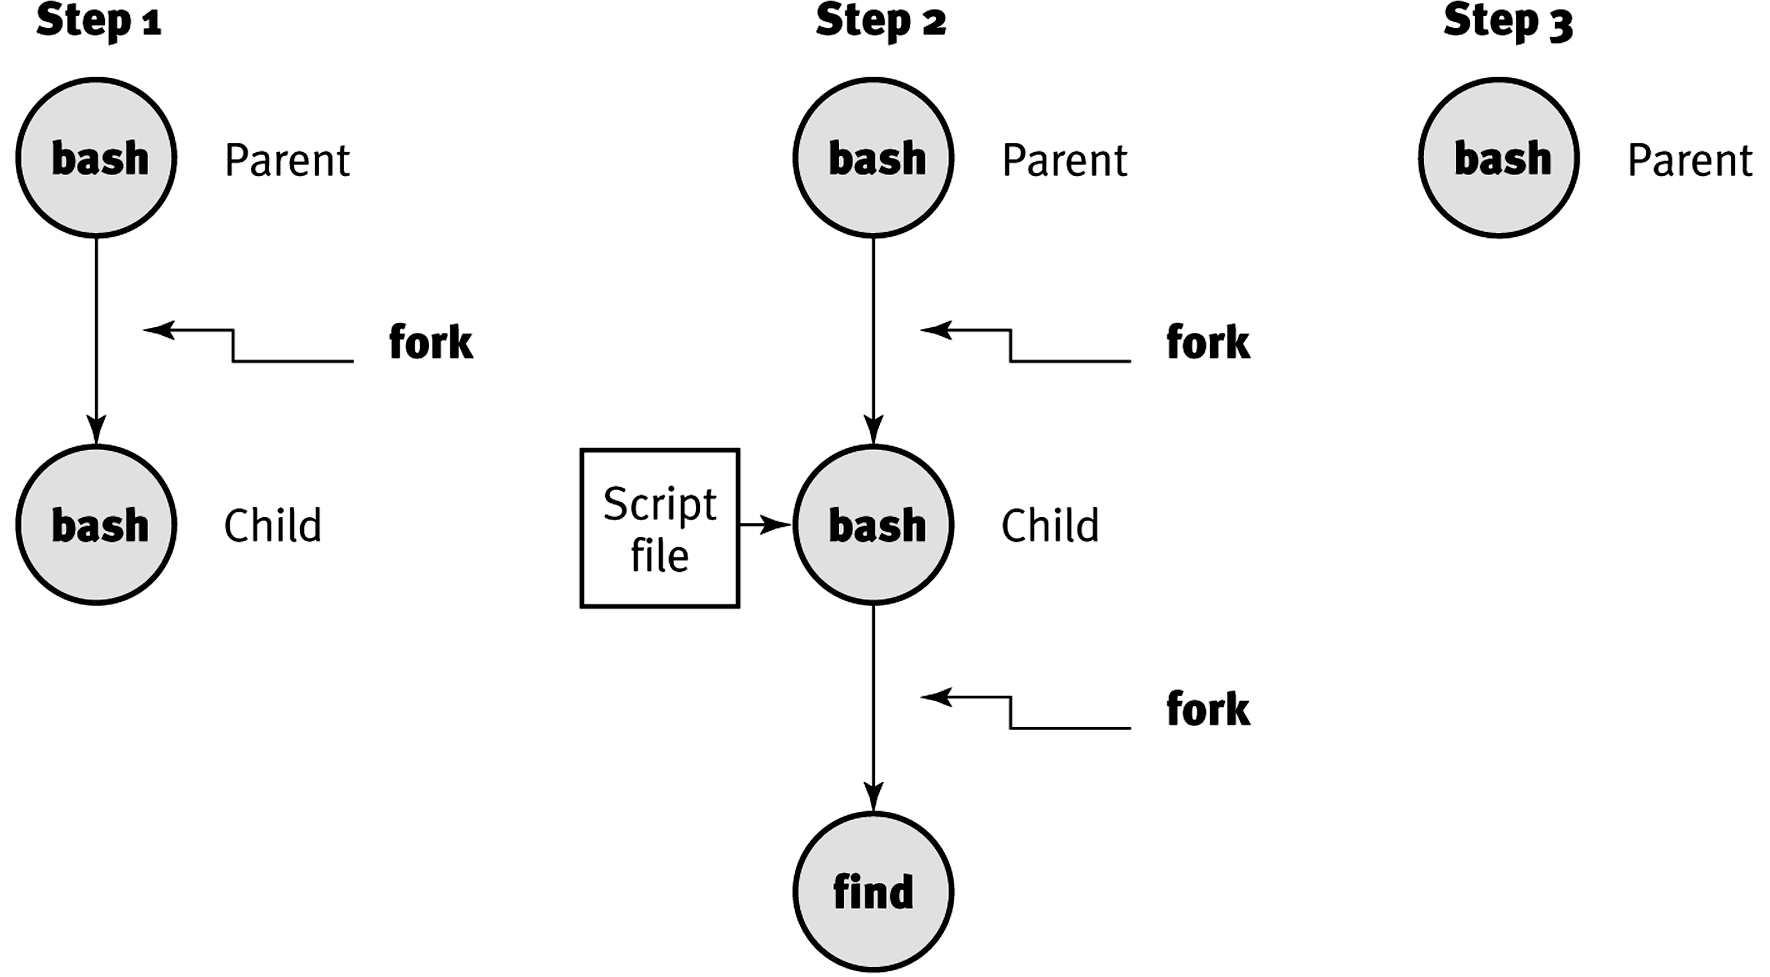 Step 1
Step 2
Step 3
bash Parent
bash Parent
bash Parent
fork
fork
bash Child
Script
file
bash Child
fork
find